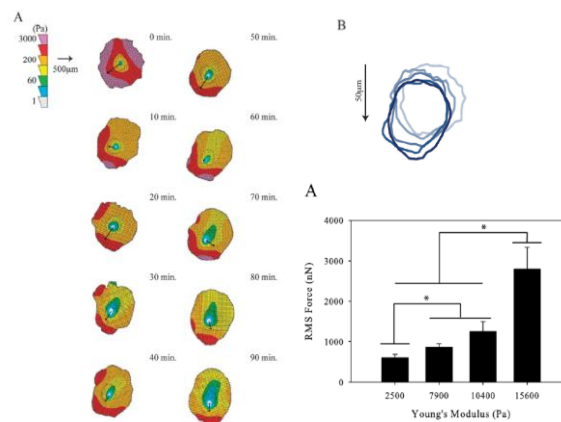 A
(Pa)
3000
200
60
1
500μm
0 min.
50 min.
10 min.
60 min.
20 min.
70 min.
30 min.
80 min.
40 min.
90 min.
B
50μm
A
RMS Force (nN)
4000
3000
2000
1000
0
*
*
2500 7900 10400 15600
Young's Modulus (Pa)